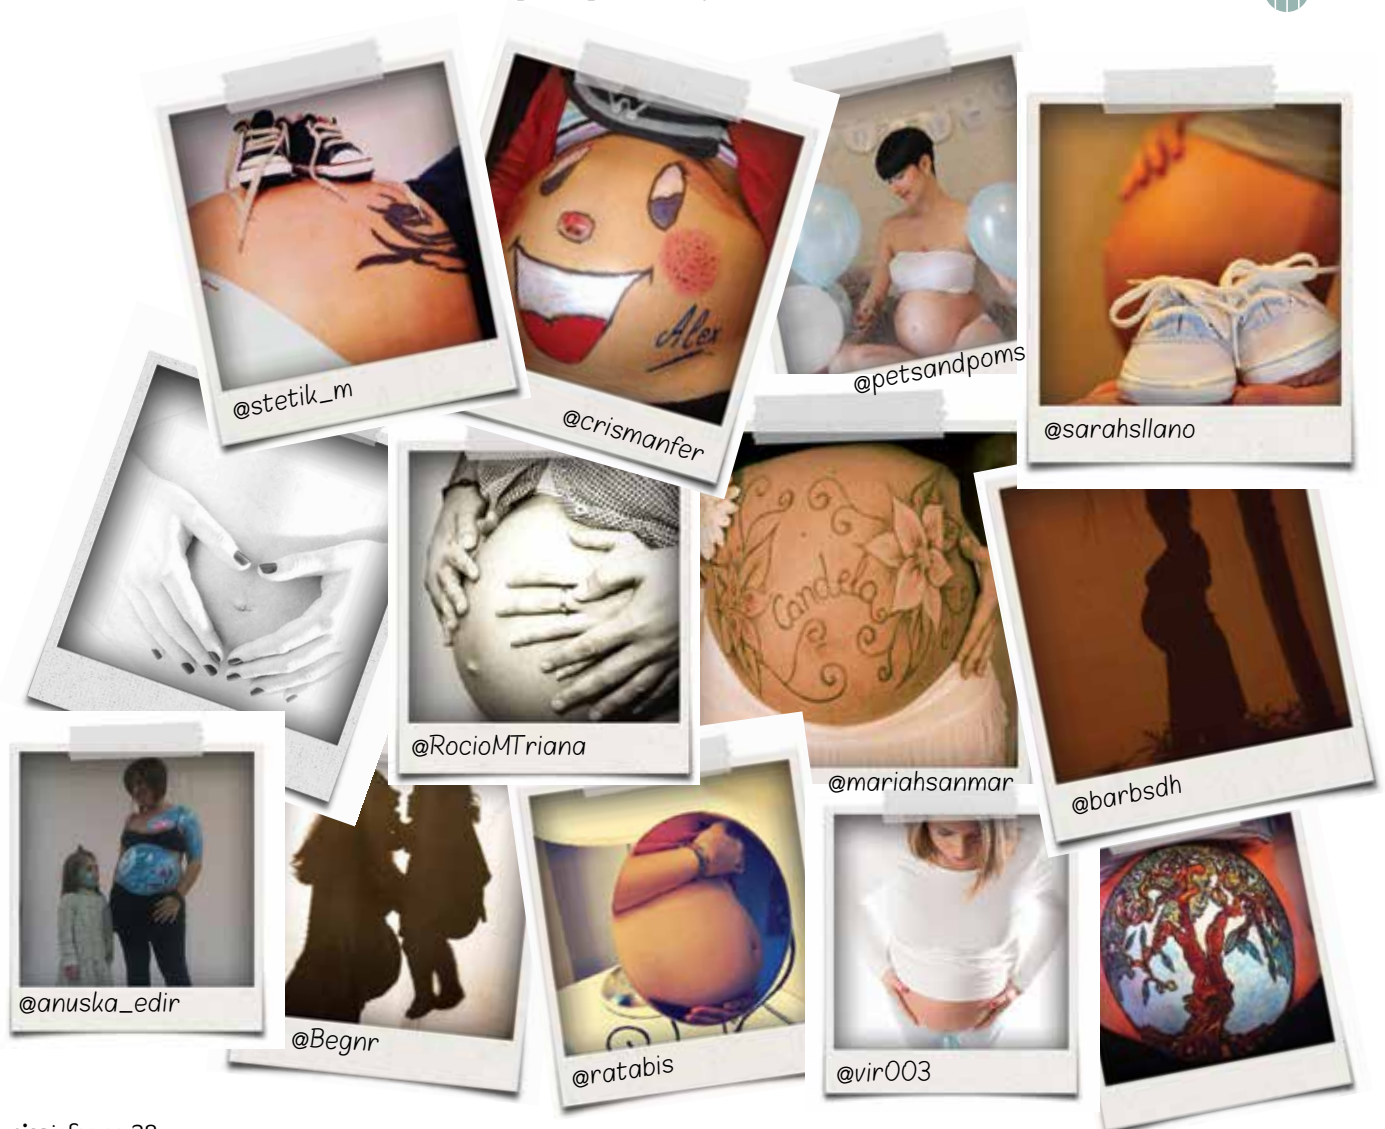 @stetik_m
Alex
@crismanfer
@petsandpoms
@sarahsllano
@RocioMTriana
Candela
@mariahsanmar
@barbsdh
@anuska_edir
@Begnr
@ratabis
@vir003